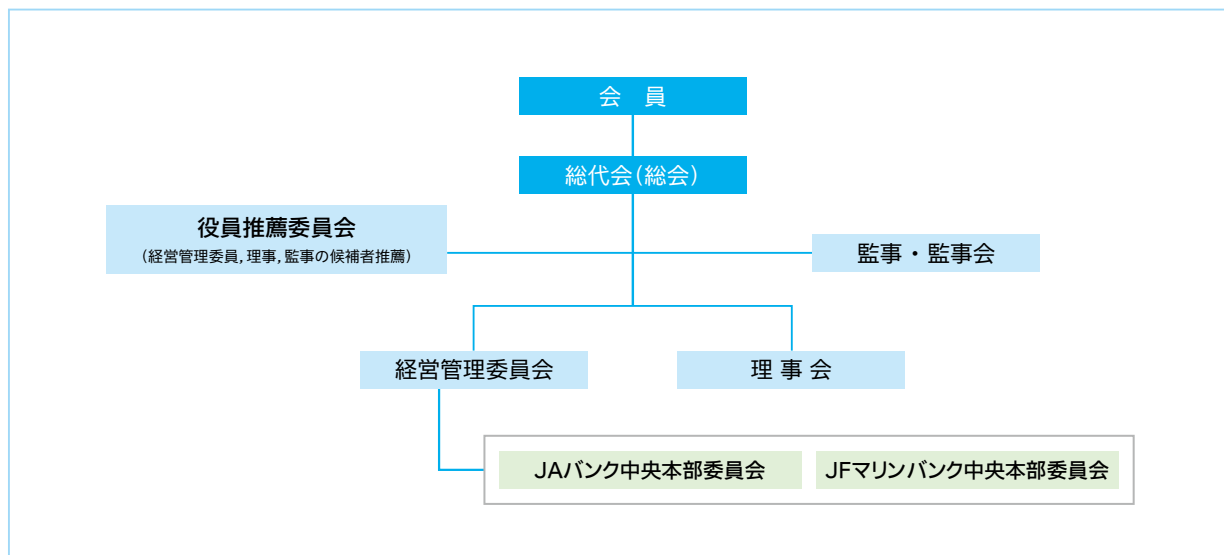 会　員
総代会(総会)
役員推薦委員会
(経営管理委員, 理事, 監事の候補者推薦)
監事・監事会
経営管理委員会
理 事 会
JAバンク中央本部委員会
JFマリンバンク中央本部委員会